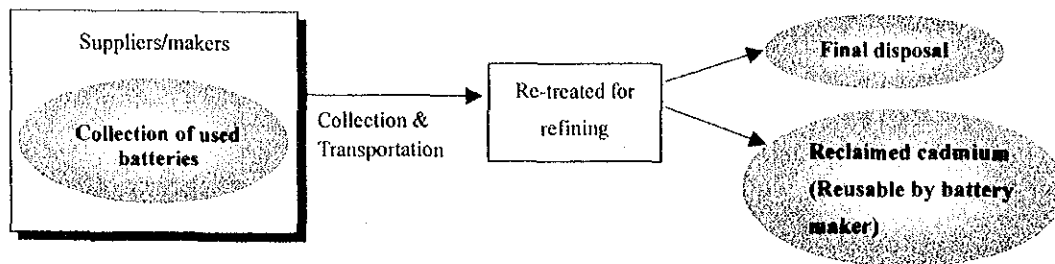 Suppliers/makers
Collection of used
batteries
Collection &
Transportation
Re-treated for
refining
Final disposal
Reclaimed cadmium
(Reusable by battery
maker)